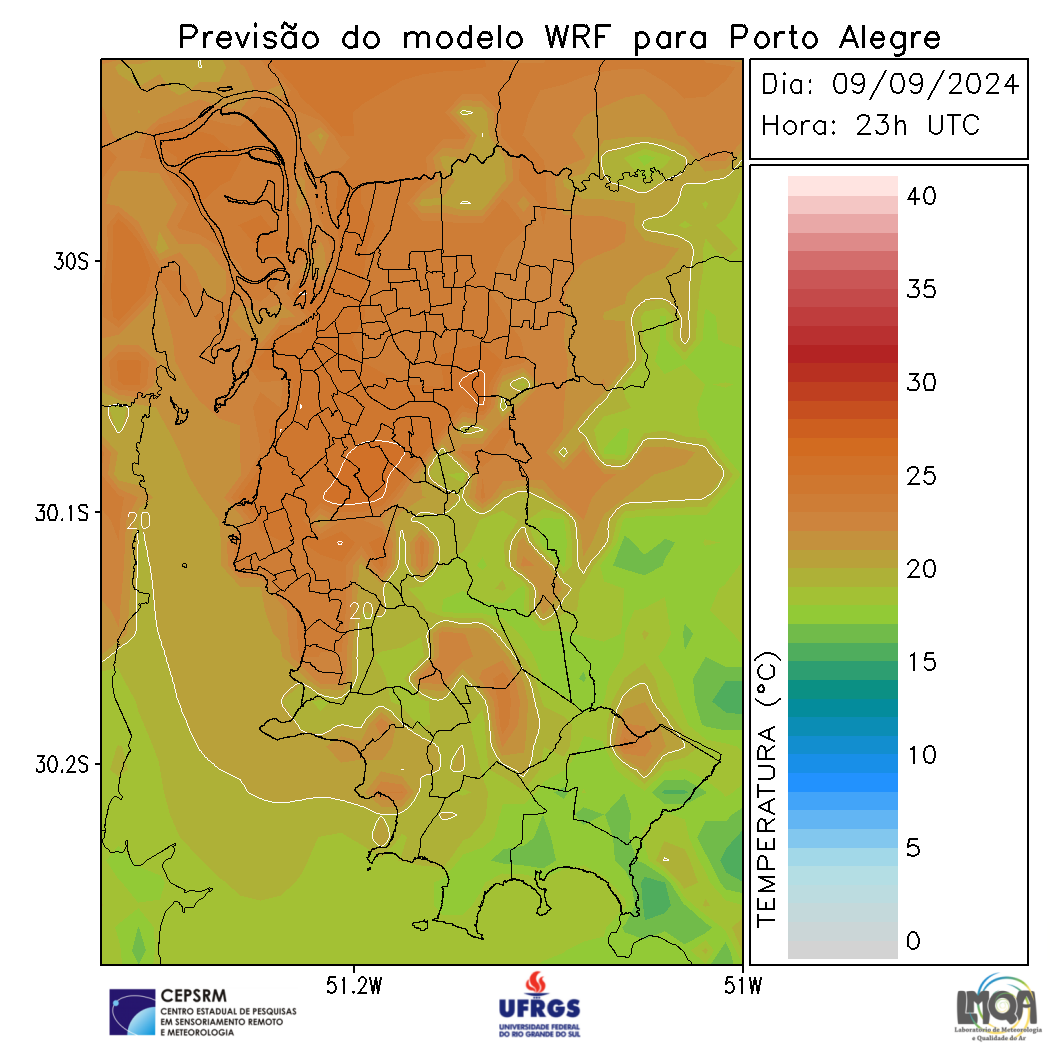 Previsão do modelo WRF para Porto Alegre
Dia: 09/09/2024
Hora: 23h UTC
30S
30.1S
30.2S
51.2W
51W
20
20
TEMPERATURA (°C)
40
35
30
25
20
15
10
5
0
CEPSRM
CENTRO ESTADUAL DE PESQUISAS
EM SENSORIAMENTO REMOTO
E METEOROLOGIA
UFRGS
UNIVERSIDADE FEDERAL
DO RIO GRANDE DO SUL
LMQA
Laboratório de Meteorologia
e Qualidade do Ar